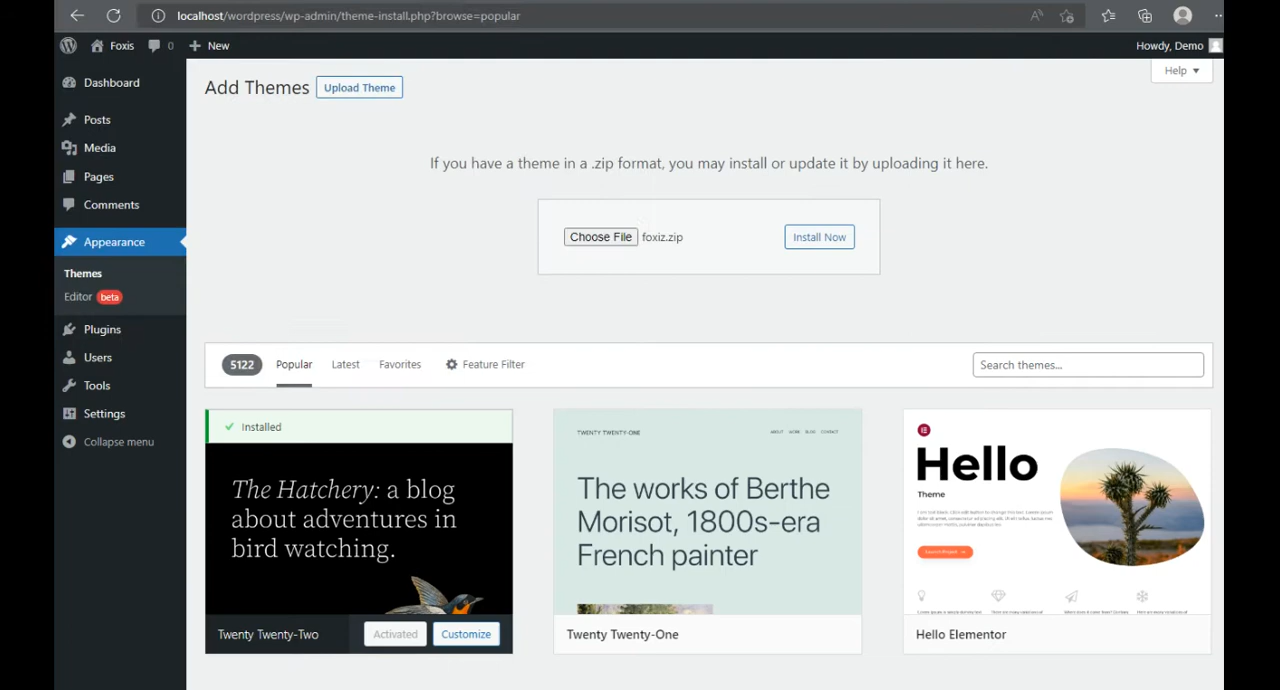 localhost/wordpress/wp-admin/theme-install.php?browse=popular
Foxis 0 New Howdy, Demo
Dashboard
Posts
Media
Pages
Comments
Appearance
Themes
Editor beta
Plugins
Users
Tools
Settings
Collapse menu
Add Themes Upload Theme Help
If you have a theme in a .zip format, you may install or update it by uploading it here.
Choose File foxiz.zip Install Now
5122 Popular Latest Favorites Feature Filter Search themes...
Installed
The Hatchery: a blog
about adventures in
bird watching.
Twenty Twenty-Two Activated Customize
TWENTY TWENTY-ONE ABOUT WORK BLOG CONTACT
The works of Berthe
Morisot, 1800s-era
French painter
Twenty Twenty-One
Hello
Theme
Hello Elementor